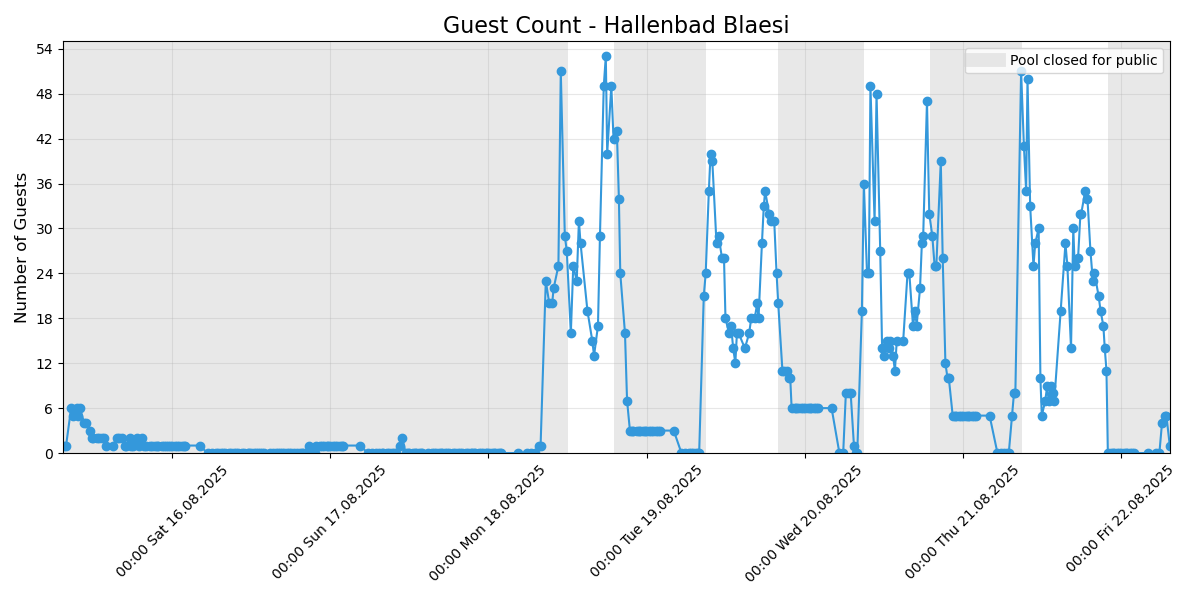 Guest Count - Hallenbad Blaesi
Pool closed for public
Number of Guests
54
48
42
36
30
24
18
12
6
0
00:00 Sat 16.08.2025
00:00 Sun 17.08.2025
00:00 Mon 18.08.2025
00:00 Tue 19.08.2025
00:00 Wed 20.08.2025
00:00 Thu 21.08.2025
00:00 Fri 22.08.2025